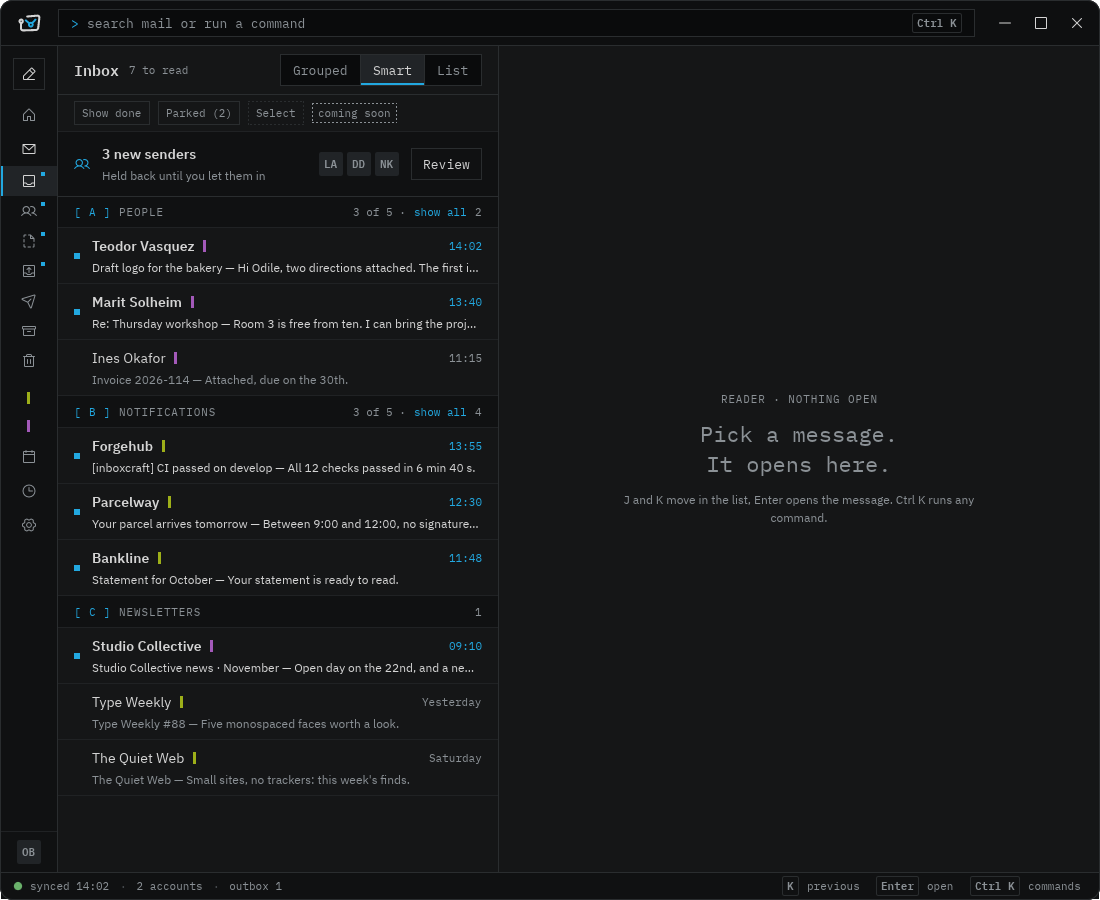 > search mail or run a command Ctrl K
Inbox 7 to read Grouped Smart List
Show done Parked (2) Select coming soon
3 new senders
Held back until you let them in
LA DD NK Review
[ A ] PEOPLE 3 of 5 · show all 2
Teodor Vasquez 14:02
Draft logo for the bakery — Hi Odile, two directions attached. The first i…
Marit Solheim 13:40
Re: Thursday workshop — Room 3 is free from ten. I can bring the proj…
Ines Okafor 11:15
Invoice 2026-114 — Attached, due on the 30th.
[ B ] NOTIFICATIONS 3 of 5 · show all 4
Forgehub 13:55
[inboxcraft] CI passed on develop — All 12 checks passed in 6 min 40 s.
Parcelway 12:30
Your parcel arrives tomorrow — Between 9:00 and 12:00, no signature…
Bankline 11:48
Statement for October — Your statement is ready to read.
[ C ] NEWSLETTERS 1
Studio Collective 09:10
Studio Collective news · November — Open day on the 22nd, and a ne…
Type Weekly Yesterday
Type Weekly #88 — Five monospaced faces worth a look.
The Quiet Web Saturday
The Quiet Web — Small sites, no trackers: this week's finds.
READER · NOTHING OPEN
Pick a message.
It opens here.
J and K move in the list, Enter opens the message. Ctrl K runs any
command.
OB
synced 14:02 · 2 accounts · outbox 1
K previous Enter open Ctrl K commands